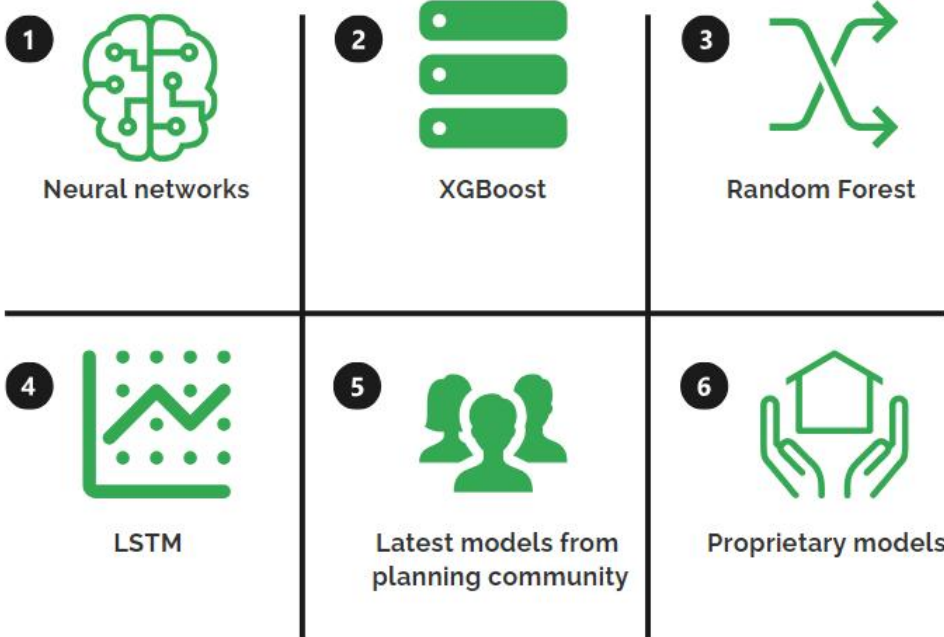 1
Neural networks
2
XGBoost
3
Random Forest
4
LSTM
5
Latest models from
planning community
6
Proprietary models